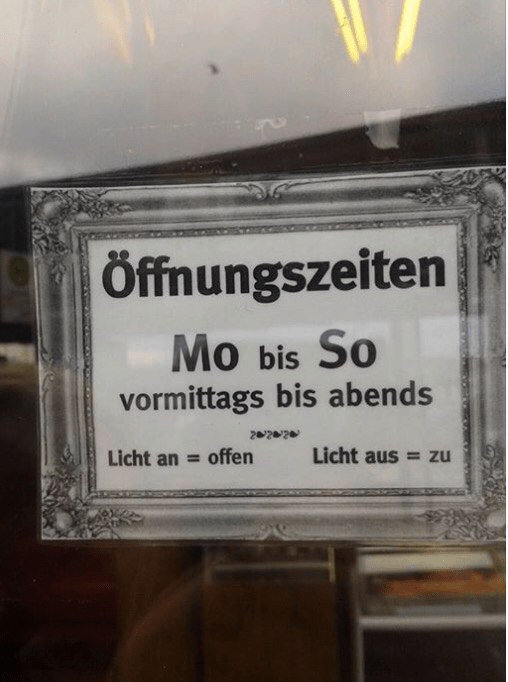 Öffnungszeiten
Mo bis So
vormittags bis abends
Licht an = offen Licht aus = zu